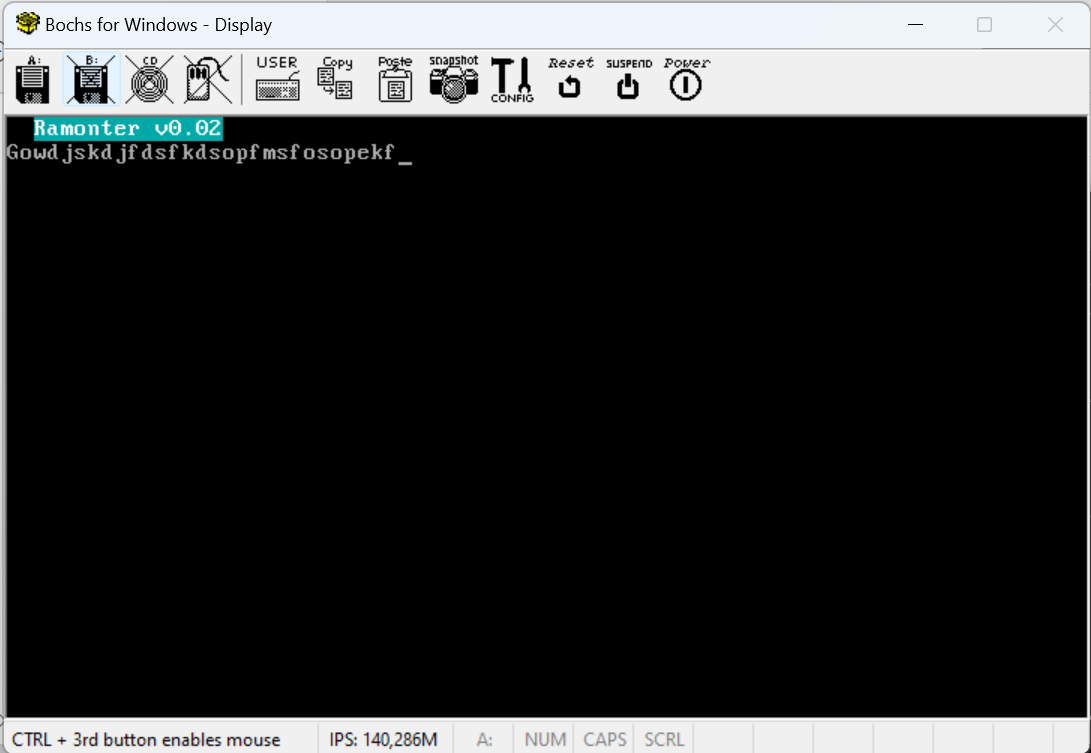 Bochs for Windows - Display
A: B: CD USER Copy Paste snapshot CONFIG Reset SUSPEND Power
Ramonter v0.02
Gowdjskdjfdsfkdsopfmsfosopekf_
CTRL + 3rd button enables mouse IPS: 140,286M A: NUM CAPS SCRL